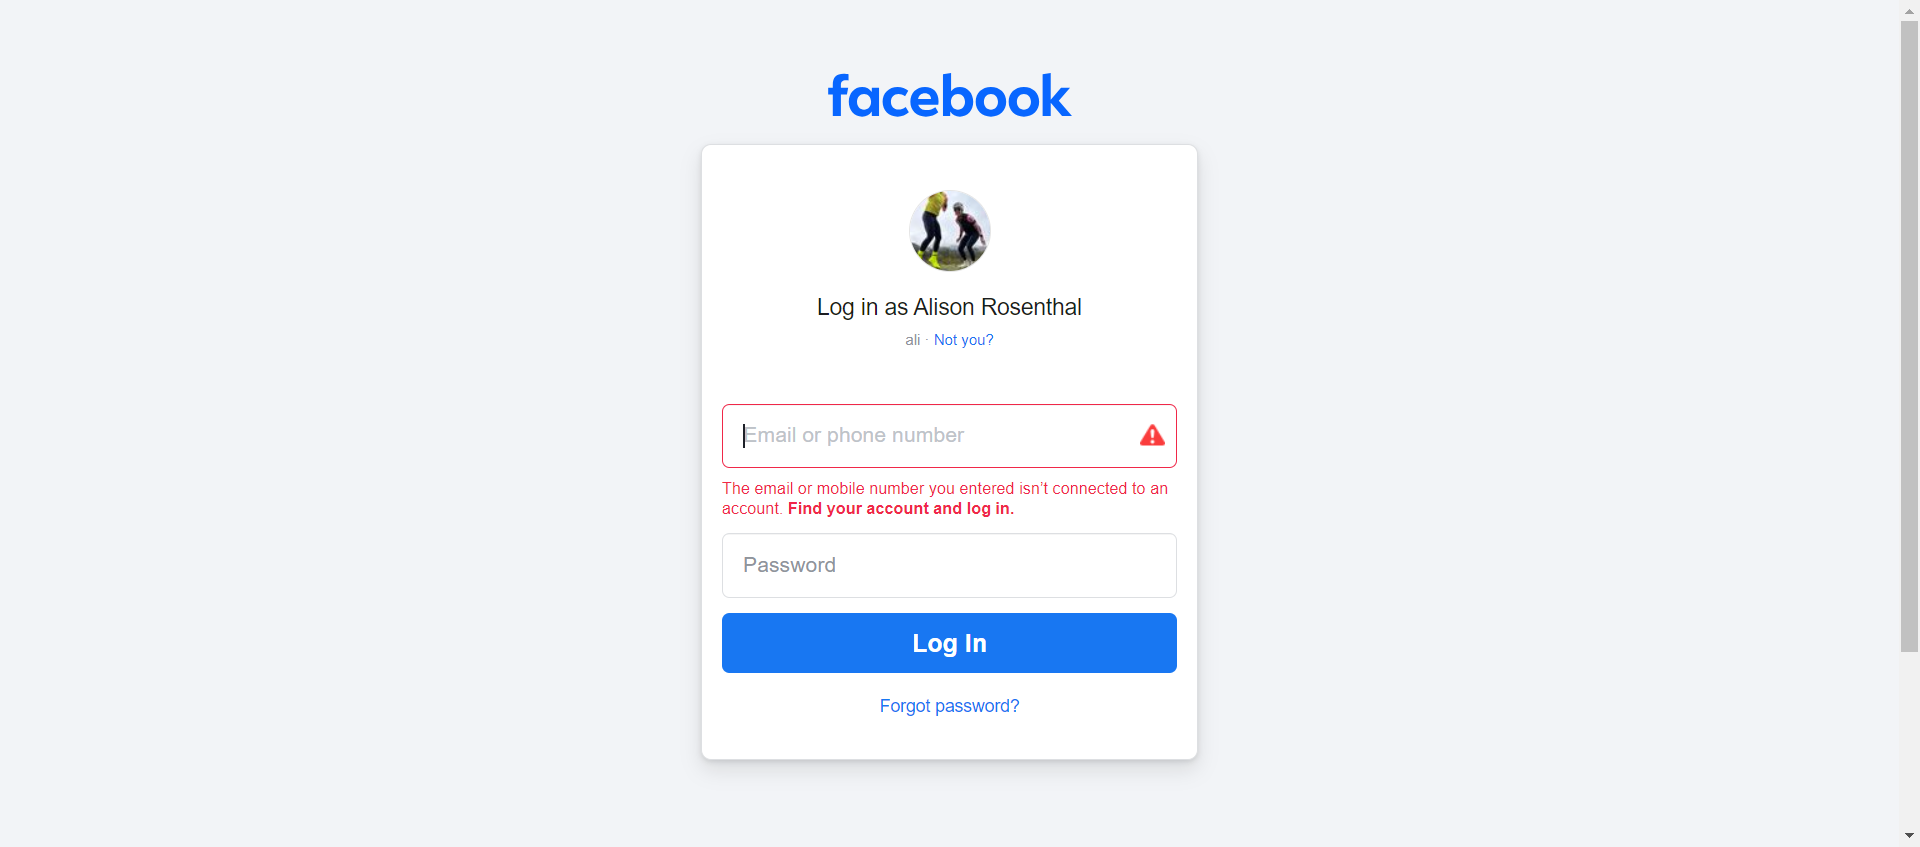 facebook
Log in as Alison Rosenthal
ali · Not you?
Email or phone number
The email or mobile number you entered isn’t connected to an
account. Find your account and log in.
Password
Log In
Forgot password?